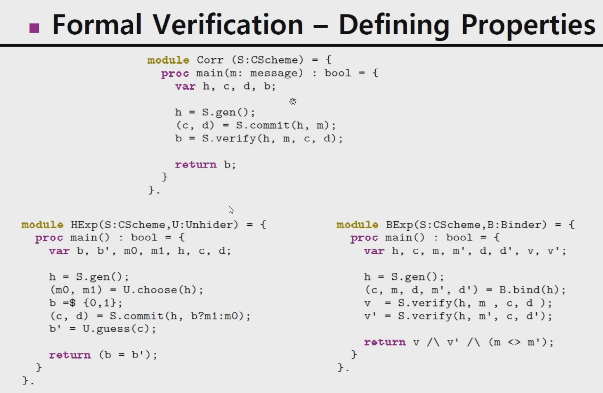 Formal Verification – Defining Properties
module Corr (S:CScheme) = {
proc main(m: message) : bool = {
var h, c, d, b;
h = S.gen();
(c, d) = S.commit(h, m);
b = S.verify(h, m, c, d);
return b;
}
}.
module HExp(S:CScheme,U:Unhider) = {
proc main() : bool = {
var b, b', m0, m1, h, c, d;
h = S.gen();
(m0, m1) = U.choose(h);
b =$ {0,1};
(c, d) = S.commit(h, b?m1:m0);
b' = U.guess(c);
return (b = b');
}
}.
module BExp(S:CScheme,B:Binder) = {
proc main() : bool = {
var h, c, m, m', d, d', v, v';
h = S.gen();
(c, m, d, m', d') = B.bind(h);
v = S.verify(h, m , c, d );
v' = S.verify(h, m', c, d');
return v /\ v' /\ (m <> m');
}
}.